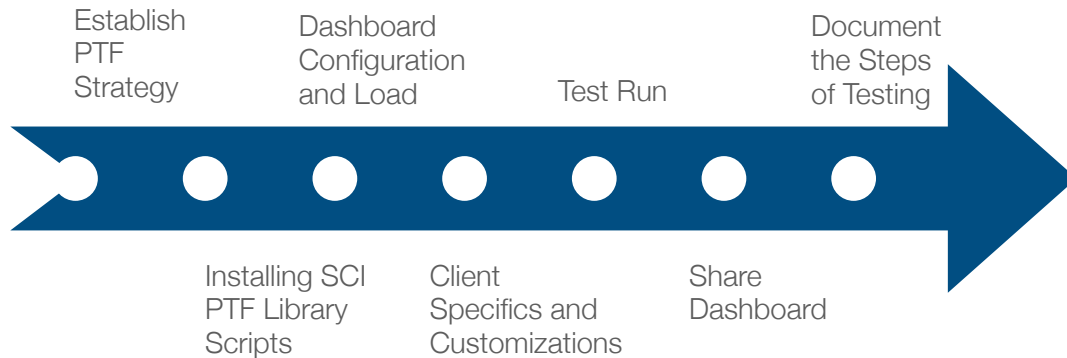 Establish
PTF
Strategy
Dashboard
Configuration
and Load
Test Run
Document
the Steps
of Testing
Installing SCI
PTF Library
Scripts
Client
Specifics and
Customizations
Share
Dashboard